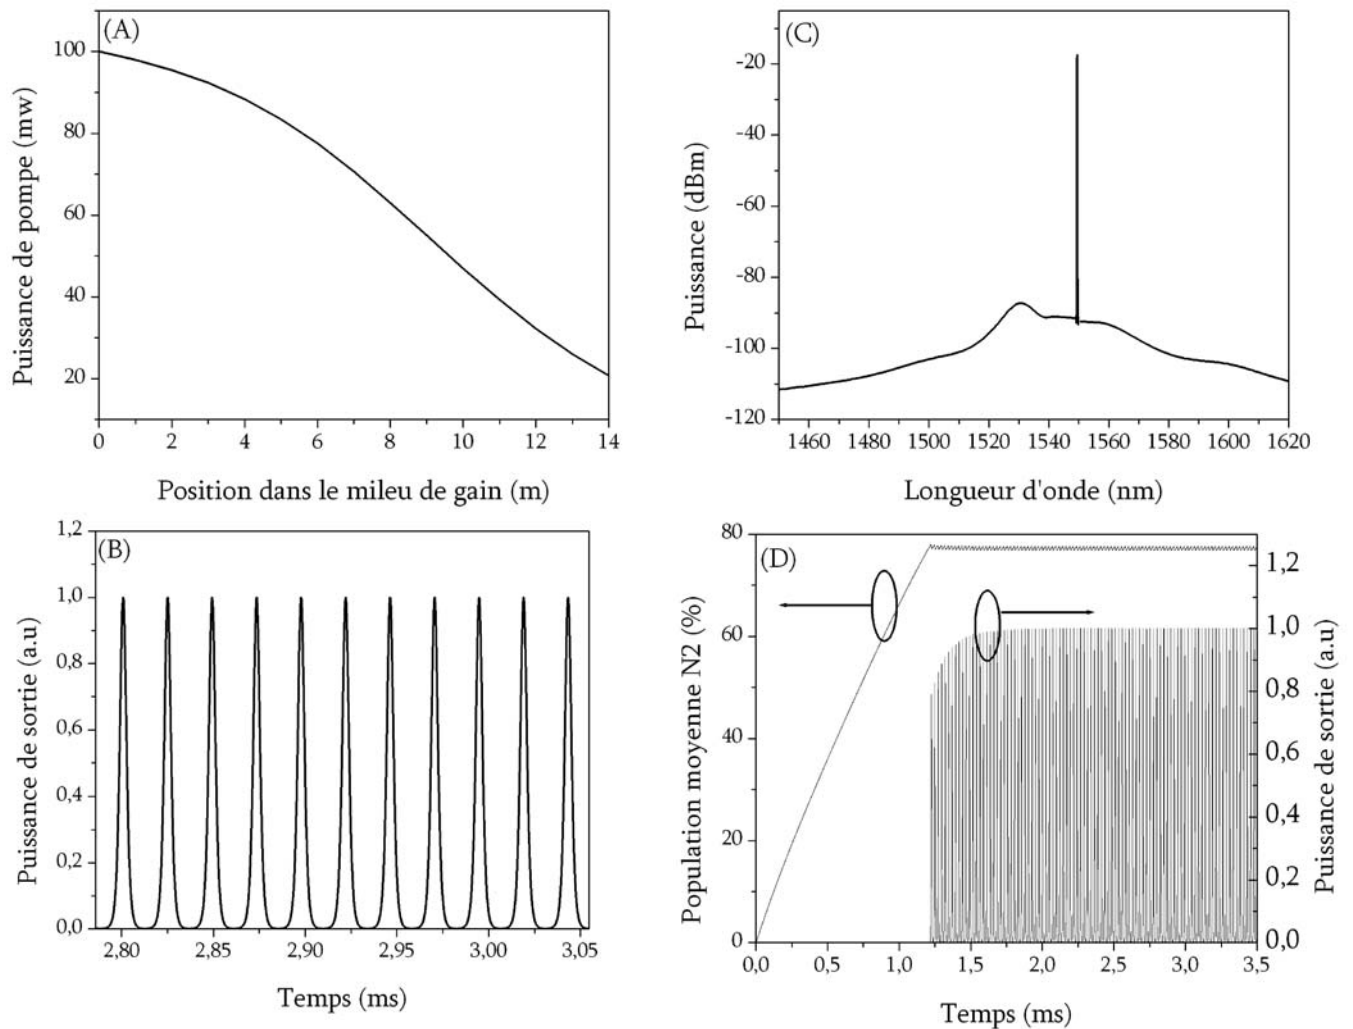 (A)
Puissance de pompe (mw)
100
80
60
40
20
0 2 4 6 8 10 12 14
Position dans le mileu de gain (m)
(C)
Puissance (dBm)
-20
-40
-60
-80
-100
-120
1460 1480 1500 1520 1540 1560 1580 1600 1620
Longueur d'onde (nm)
(B)
Puissance de sortie (a.u)
1,2
1,0
0,8
0,6
0,4
0,2
0,0
2,80 2,85 2,90 2,95 3,00 3,05
Temps (ms)
(D)
Population moyenne N2 (%)
80
60
40
20
0
0,0 0,5 1,0 1,5 2,0 2,5 3,0 3,5
Temps (ms)
1,2
1,0
0,8
0,6
0,4
0,2
0,0
Puissance de sortie (a.u)